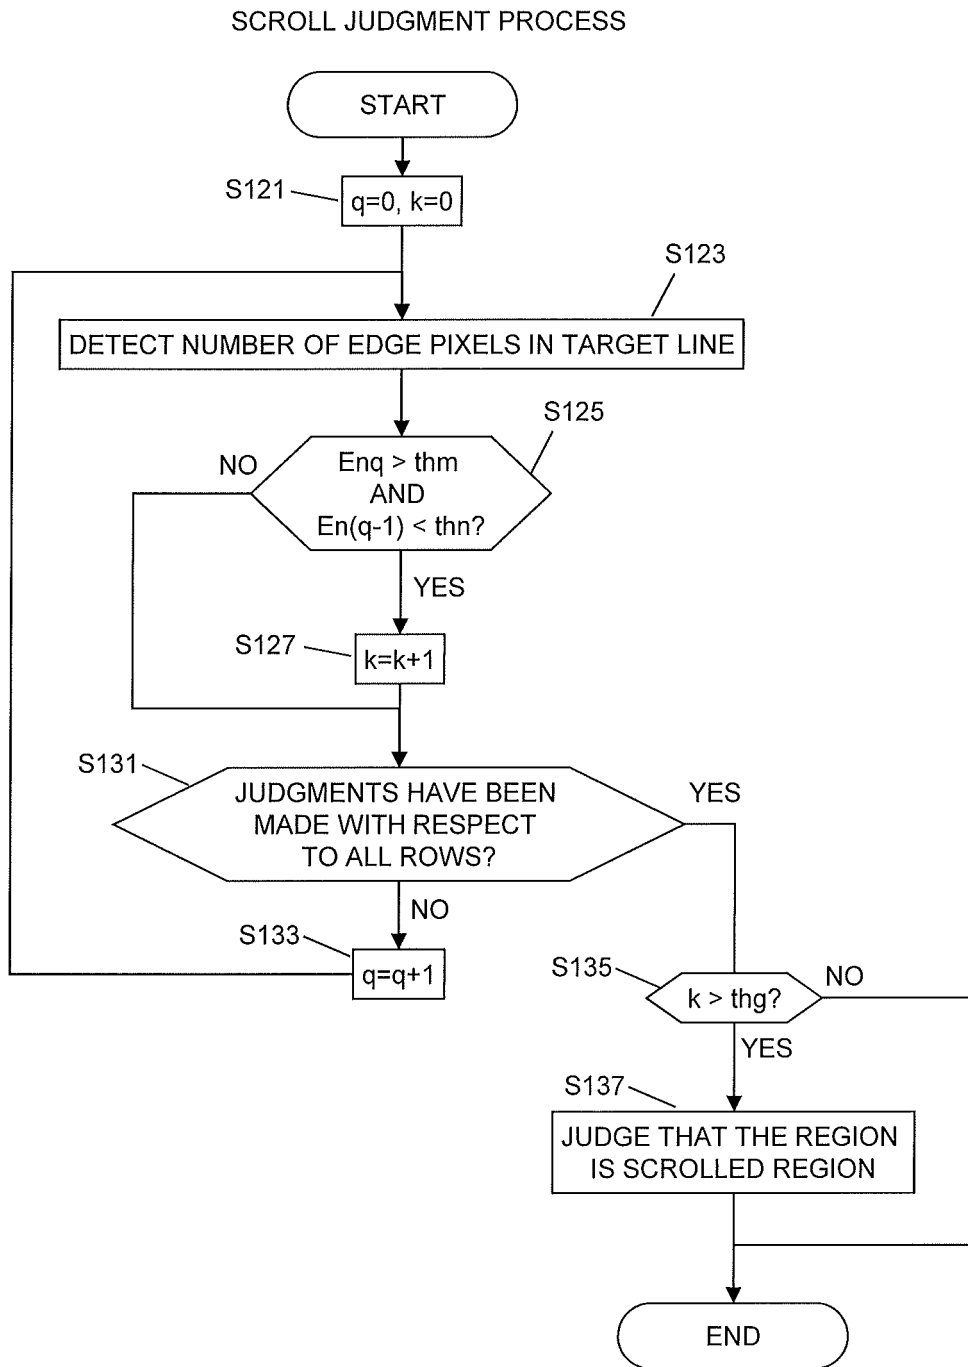 SCROLL JUDGMENT PROCESS
START
S121
q=0, k=0
S123
DETECT NUMBER OF EDGE PIXELS IN TARGET LINE
S125
NO
Enq > thm
AND
En(q-1) < thn?
YES
S127
k=k+1
S131
JUDGMENTS HAVE BEEN
MADE WITH RESPECT
TO ALL ROWS?
YES
NO
S133
q=q+1
S135
k > thg?
NO
YES
S137
JUDGE THAT THE REGION
IS SCROLLED REGION
END